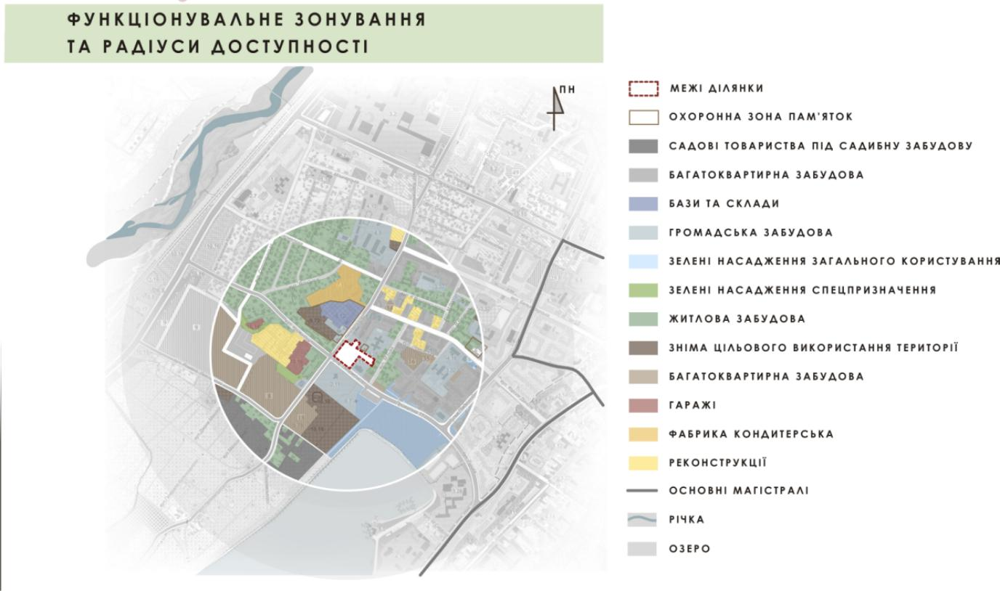 ФУНКЦІОНУВАЛЬНЕ ЗОНУВАННЯ
ТА РАДІУСИ ДОСТУПНОСТІ
ПН
МЕЖІ ДІЛЯНКИ
ОХОРОННА ЗОНА ПАМ'ЯТОК
САДОВІ ТОВАРИСТВА ПІД САДИБНУ ЗАБУДОВУ
БАГАТОКВАРТИРНА ЗАБУДОВА
БАЗИ ТА СКЛАДИ
ГРОМАДСЬКА ЗАБУДОВА
ЗЕЛЕНІ НАСАДЖЕННЯ ЗАГАЛЬНОГО КОРИСТУВАННЯ
ЗЕЛЕНІ НАСАДЖЕННЯ СПЕЦПРИЗНАЧЕННЯ
ЖИТЛОВА ЗАБУДОВА
ЗНІМА ЦІЛЬОВОГО ВИКОРИСТАННЯ ТЕРИТОРІЇ
БАГАТОКВАРТИРНА ЗАБУДОВА
ГАРАЖІ
ФАБРИКА КОНДИТЕРСЬКА
РЕКОНСТРУКЦІЇ
ОСНОВНІ МАГІСТРАЛІ
РІЧКА
ОЗЕРО